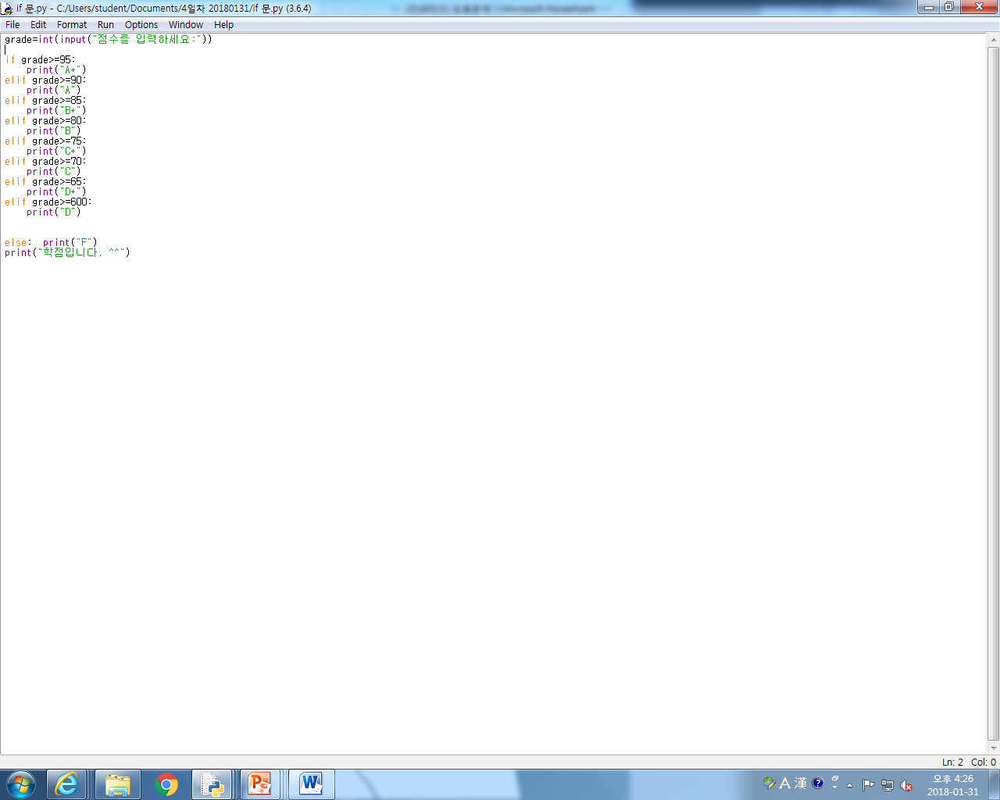 if 문.py - C:/Users/student/Documents/4일차 20180131/if 문.py (3.6.4)
File Edit Format Run Options Window Help
grade=int(input("점수를 입력하세요:"))
if grade>=95:
    print("A+")
elif grade>=90:
    print("A")
elif grade>=85:
    print("B+")
elif grade>=80:
    print("B")
elif grade>=75:
    print("C+")
elif grade>=70:
    print("C")
elif grade>=65:
    print("D+")
elif grade>=600:
    print("D")
else:  print("F")
print("학점입니다. ^^")
Ln: 2 Col: 0
A 漢
오후 4:26
2018-01-31